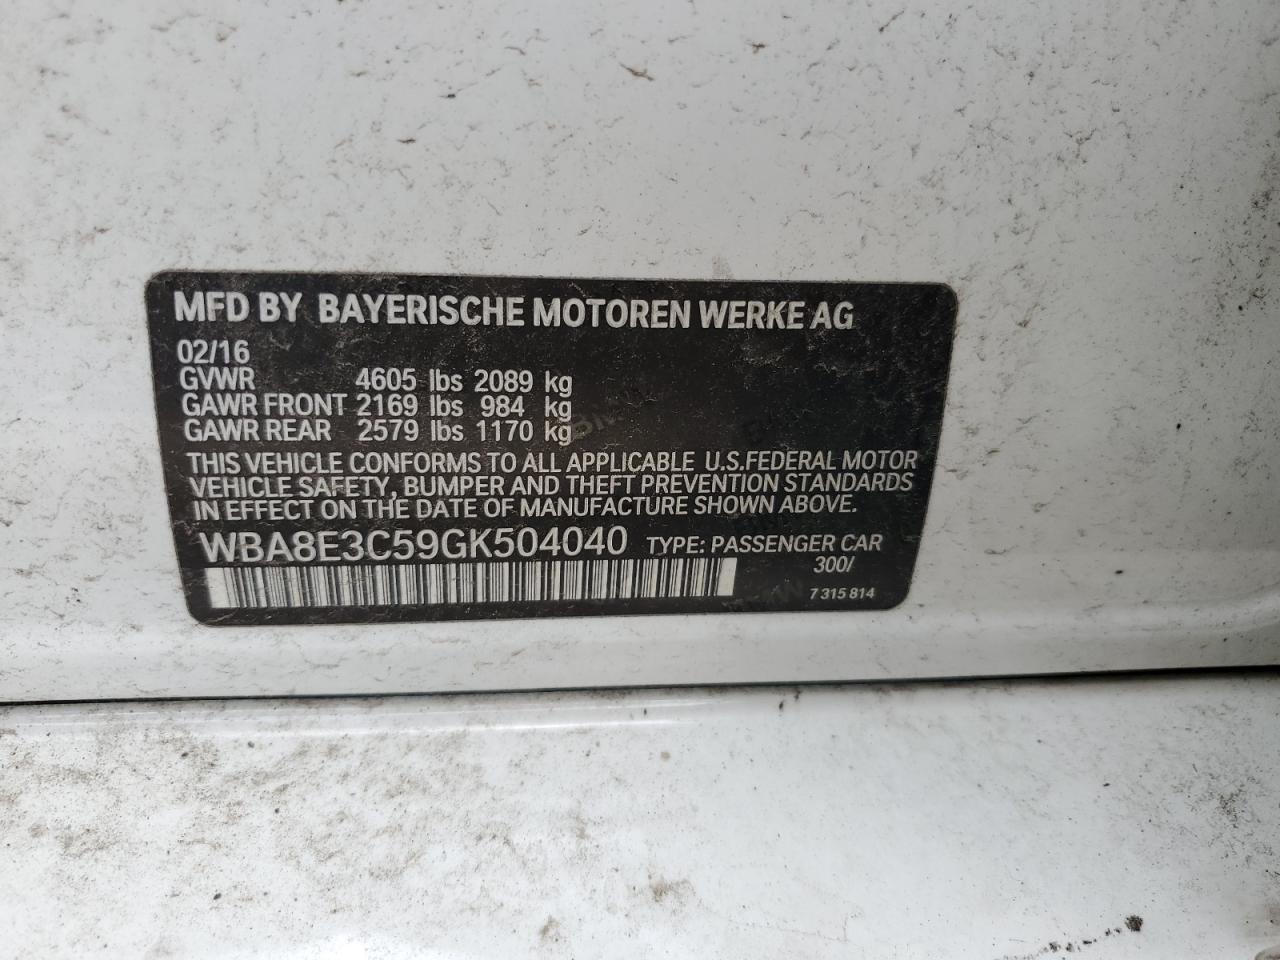 MFD BY BAYERISCHE MOTOREN WERKE AG
02/16
GVWR 4605 lbs 2089 kg
GAWR FRONT 2169 lbs 984 kg
GAWR REAR 2579 lbs 1170 kg
THIS VEHICLE CONFORMS TO ALL APPLICABLE U.S.FEDERAL MOTOR
VEHICLE SAFETY, BUMPER AND THEFT PREVENTION STANDARDS
IN EFFECT ON THE DATE OF MANUFACTURE SHOWN ABOVE.
WBA8E3C59GK504040 TYPE: PASSENGER CAR
300/
7 315 814